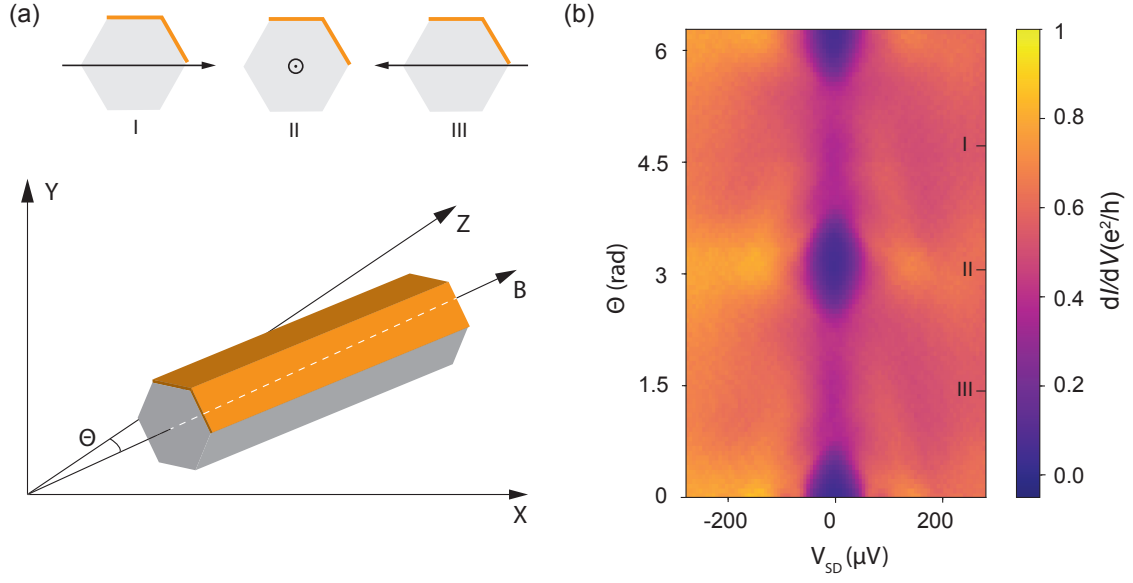 (a)
I
II
III
Y
Z
B
Θ
X
(b)
6
4.5
3
1.5
0
Θ (rad)
I
II
III
-200
0
200
V_SD (μV)
1
0.8
0.6
0.4
0.2
0.0
dI/dV(e²/h)